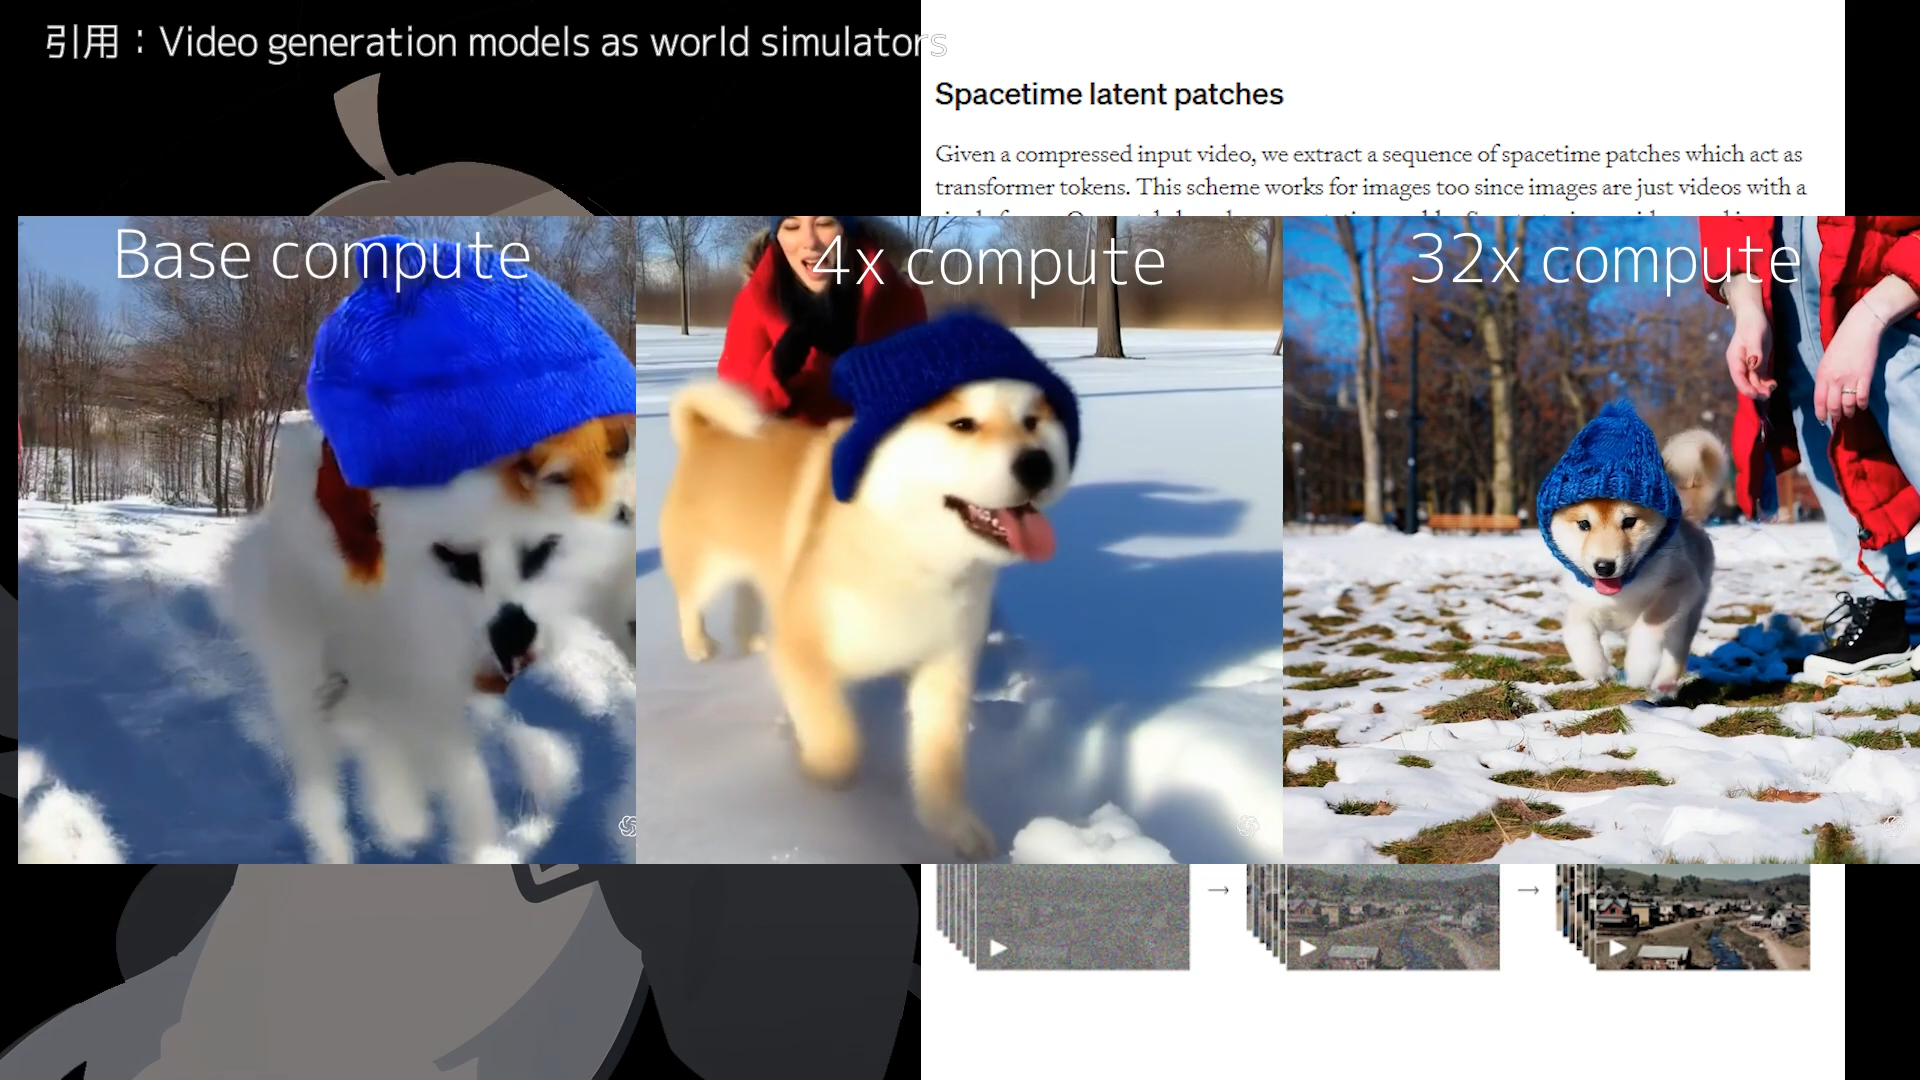 引用：Video generation models as world simulators
Spacetime latent patches
Given a compressed input video, we extract a sequence of spacetime patches which act as
transformer tokens. This scheme works for images too since images are just videos with a
Base compute
4x compute
32x compute